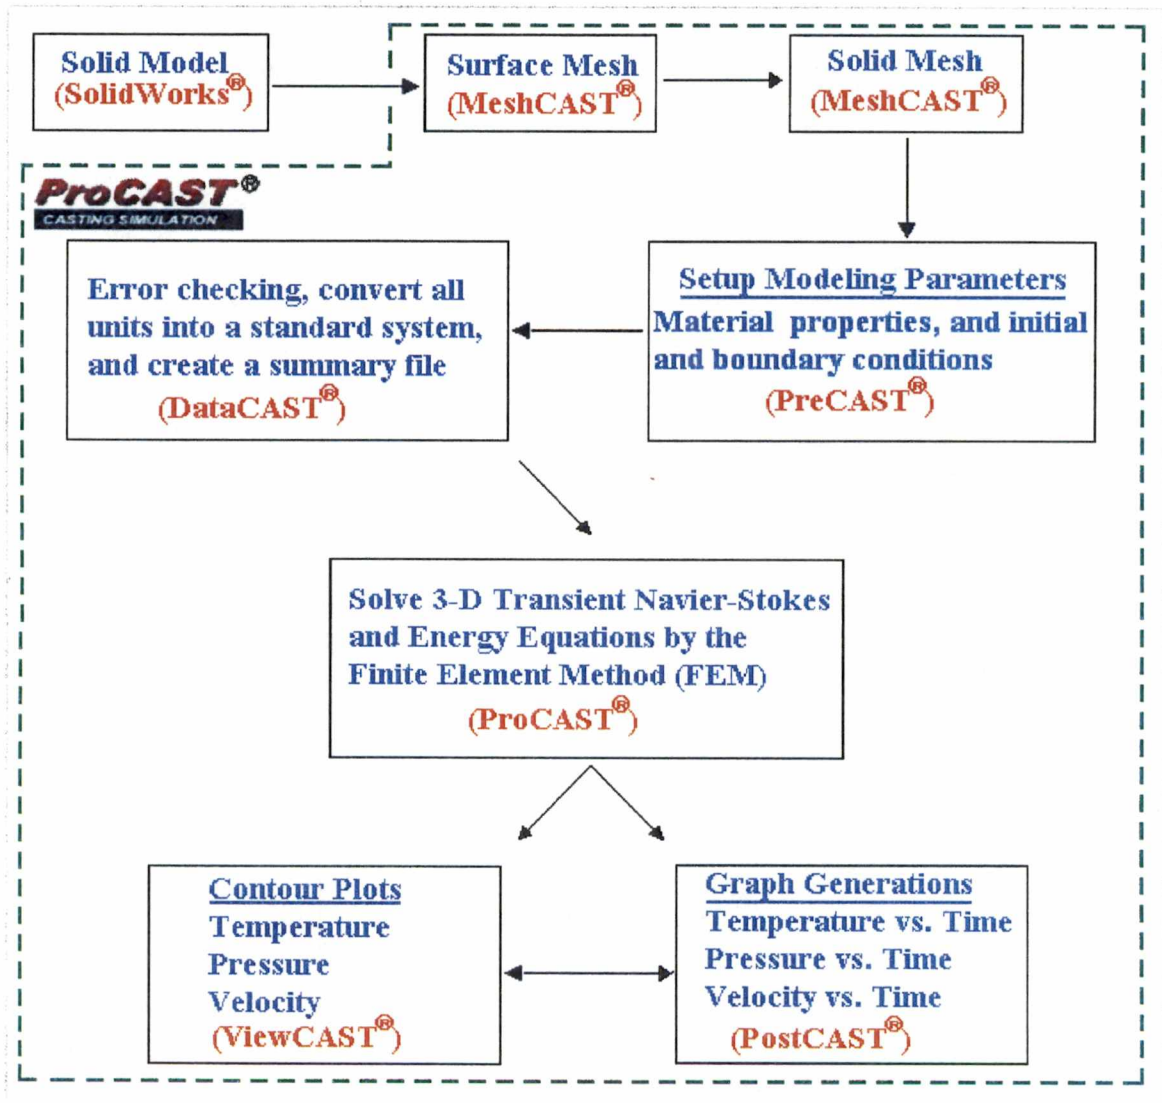 Solid Model
(SolidWorks®)
Surface Mesh
(MeshCAST®)
Solid Mesh
(MeshCAST®)
ProCAST®
CASTING SIMULATION
Error checking, convert all
units into a standard system,
and create a summary file
(DataCAST®)
Setup Modeling Parameters
Material properties, and initial
and boundary conditions
(PreCAST®)
Solve 3-D Transient Navier-Stokes
and Energy Equations by the
Finite Element Method (FEM)
(ProCAST®)
Contour Plots
Temperature
Pressure
Velocity
(ViewCAST®)
Graph Generations
Temperature vs. Time
Pressure vs. Time
Velocity vs. Time
(PostCAST®)